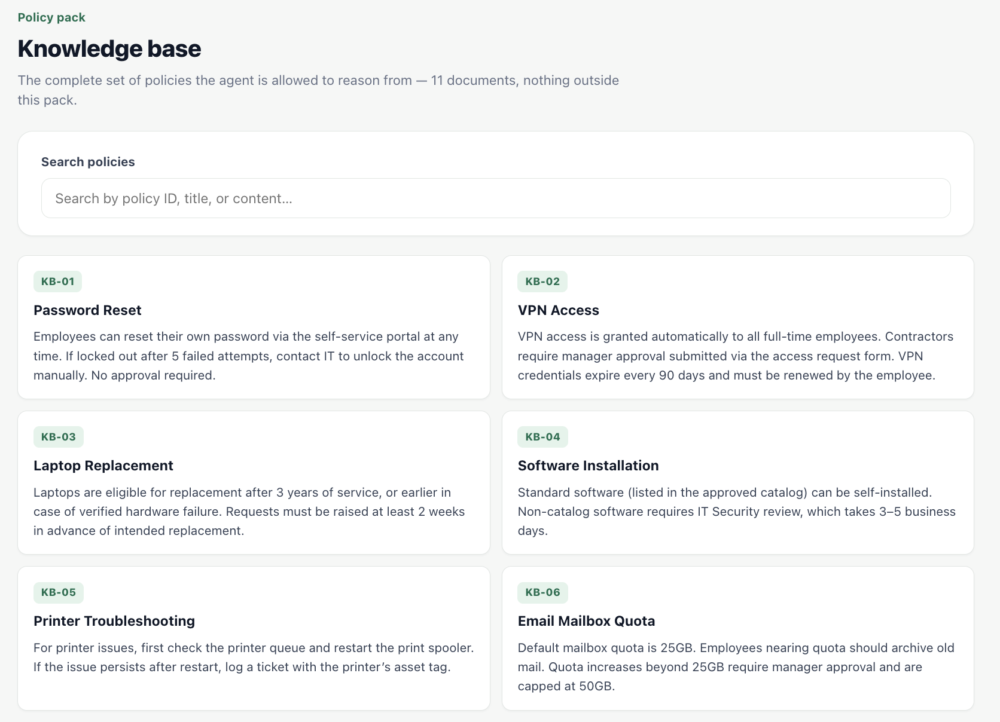 Policy pack
Knowledge base
The complete set of policies the agent is allowed to reason from — 11 documents, nothing outside
this pack.
Search policies
Search by policy ID, title, or content...
KB-01
Password Reset
Employees can reset their own password via the self-service portal at any
time. If locked out after 5 failed attempts, contact IT to unlock the account
manually. No approval required.
KB-02
VPN Access
VPN access is granted automatically to all full-time employees. Contractors
require manager approval submitted via the access request form. VPN
credentials expire every 90 days and must be renewed by the employee.
KB-03
Laptop Replacement
Laptops are eligible for replacement after 3 years of service, or earlier in
case of verified hardware failure. Requests must be raised at least 2 weeks
in advance of intended replacement.
KB-04
Software Installation
Standard software (listed in the approved catalog) can be self-installed.
Non-catalog software requires IT Security review, which takes 3–5 business
days.
KB-05
Printer Troubleshooting
For printer issues, first check the printer queue and restart the print spooler.
If the issue persists after restart, log a ticket with the printer’s asset tag.
KB-06
Email Mailbox Quota
Default mailbox quota is 25GB. Employees nearing quota should archive old
mail. Quota increases beyond 25GB require manager approval and are
capped at 50GB.